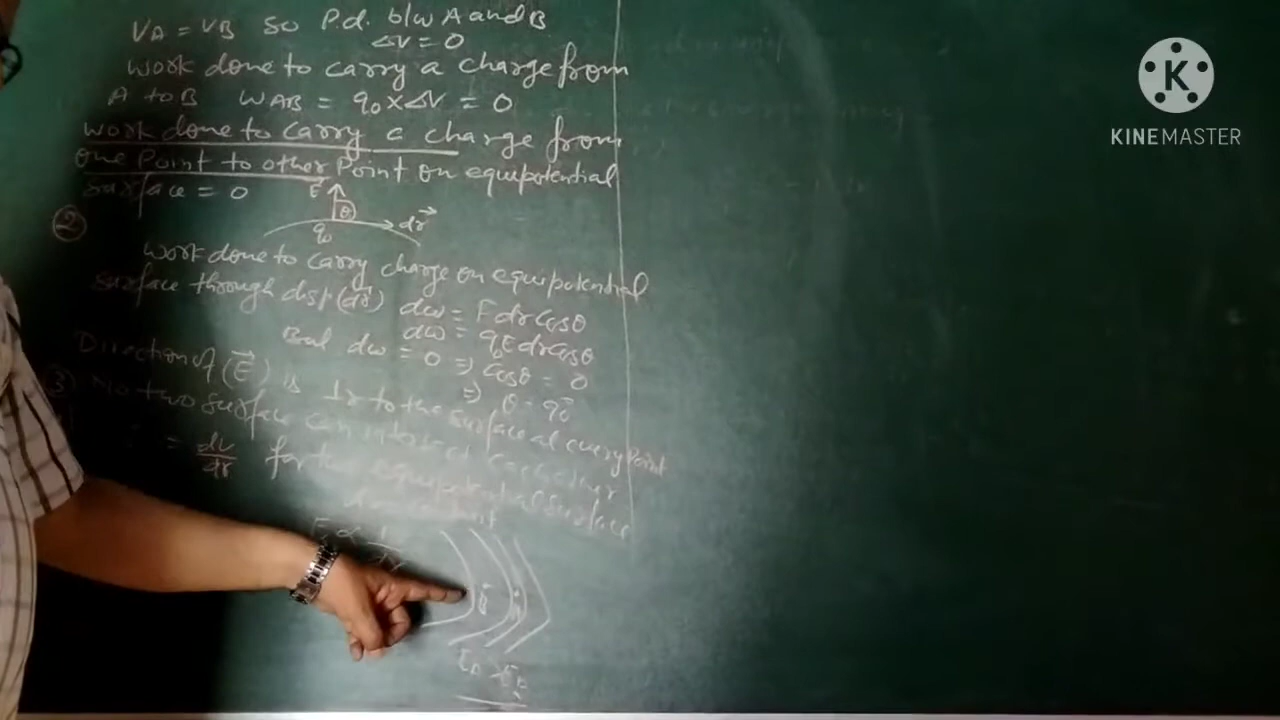 VA = VB so P.d. b/w A and B
ΔV = 0
work done to carry a charge from
A to B WAB = q0 × ΔV = 0
work done to carry a charge from
one Point to other Point on equipotential
surface = 0
E
θ
q0
dr
2
work done to carry charge on equipotential
surface through disp (dr) dw = F dr cosθ
dw = q0 E dr cosθ
But dw = 0 ⇒ cosθ = 0
⇒ θ = 90°
Direction of (E) is ⊥r to the surface at every Point
3 No two surface can intersect each other
= dv/dr for the equipotential surface
E ∝ 1/dr
K
KINEMASTER